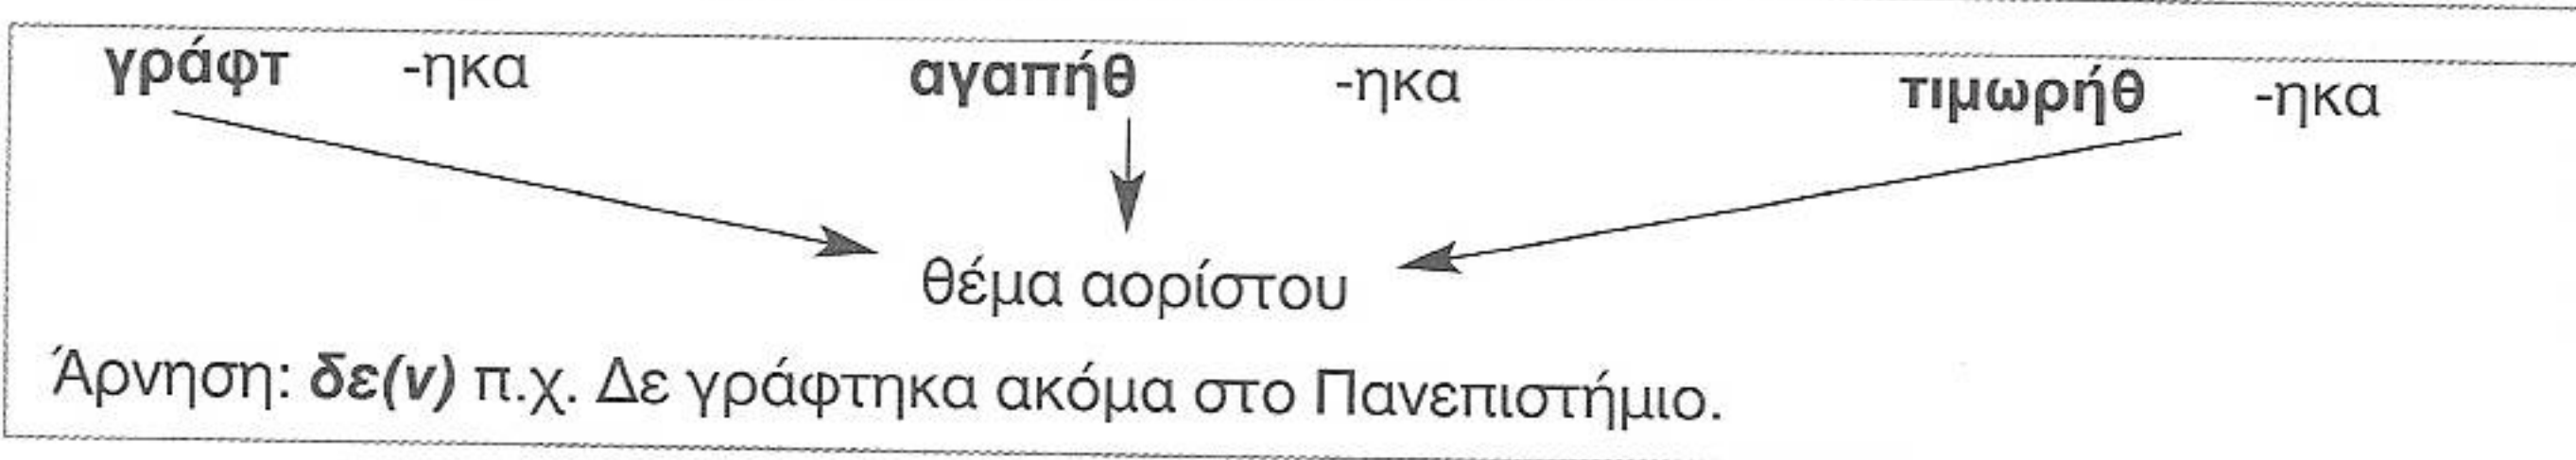 γράφτ -ηκα αγαπήθ -ηκα τιμωρήθ -ηκα
θέμα αορίστου
Άρνηση: δε(ν) π.χ. Δε γράφτηκα ακόμα στο Πανεπιστήμιο.